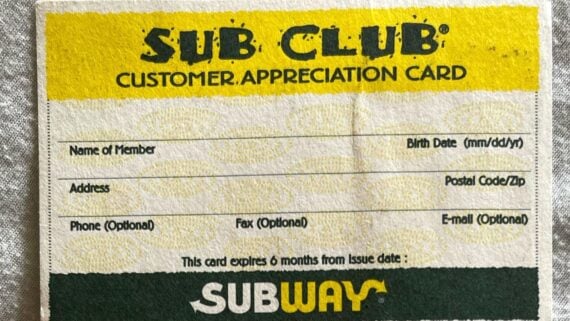 SUB CLUB®
CUSTOMER APPRECIATION CARD
Name of Member Birth Date (mm/dd/yr)
Address Postal Code/Zip
Phone (Optional) Fax (Optional) E-mail (Optional)
This card expires 6 months from issue date :
SUBWAY®